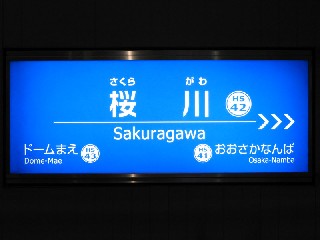 さくら がわ
桜 川 HS 42
Sakuragawa
ドームまえ HS 43 HS 41 おおさかなんば
Dome-Mae Osaka-Namba